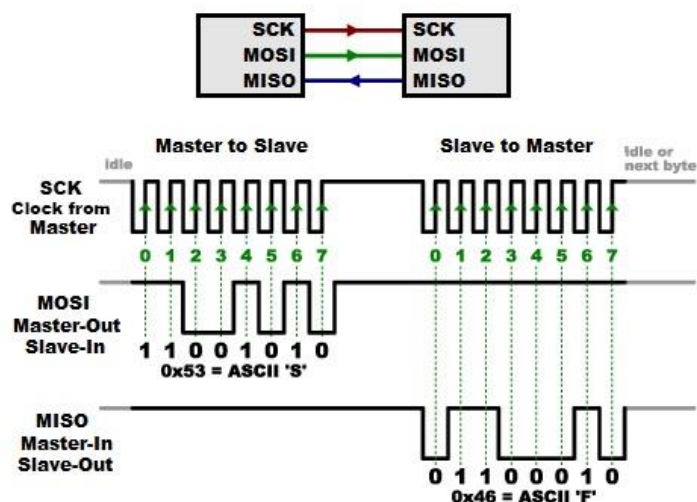 SCK SCK
MOSI MOSI
MISO MISO
Master to Slave Slave to Master
idle Idle or
next byte
SCK
Clock from
Master
0 1 2 3 4 5 6 7 0 1 2 3 4 5 6 7
MOSI
Master-Out
Slave-In
1 1 0 0 1 0 1 0
0x53 = ASCII 'S'
MISO
Master-In
Slave-Out
0 1 1 0 0 0 1 0
0x46 = ASCII 'F'